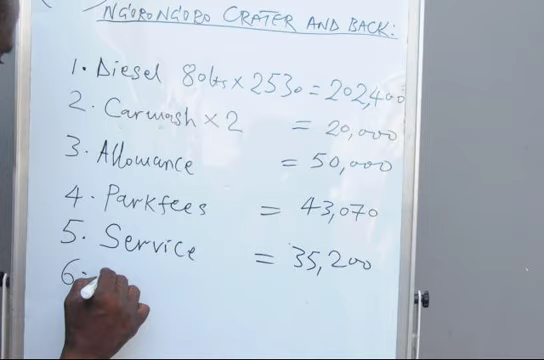 NGORONGORO CRATER AND BACK:
1. Diesel 80lts x 2530 = 202,400
2. Carwash x 2 = 20,000
3. Allowance = 50,000
4. Parkfees = 43,070
5. Service = 35,200
6.